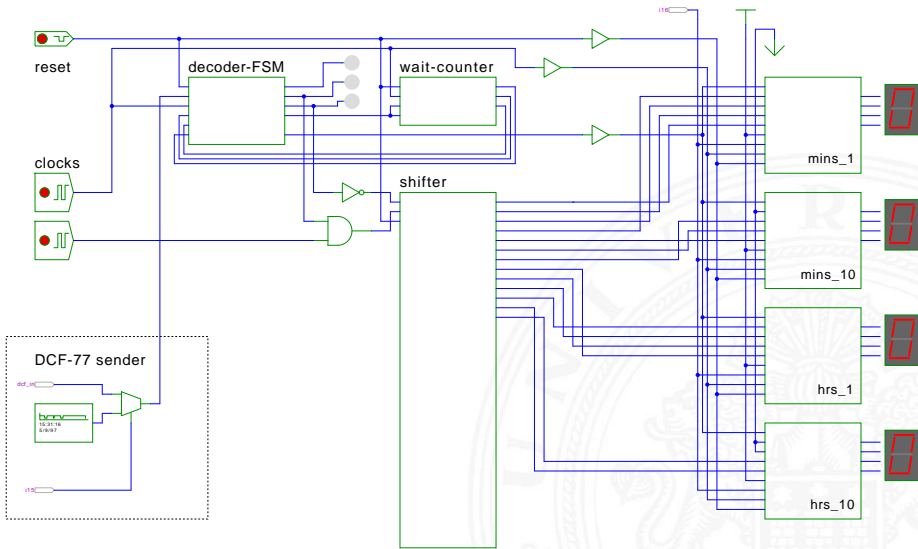 i18
reset
decoder-FSM
wait-counter
mins_1
clocks
shifter
mins_10
DCF-77 sender
dcf_in
15:31:16
5/9/97
hrs_1
i15
hrs_10